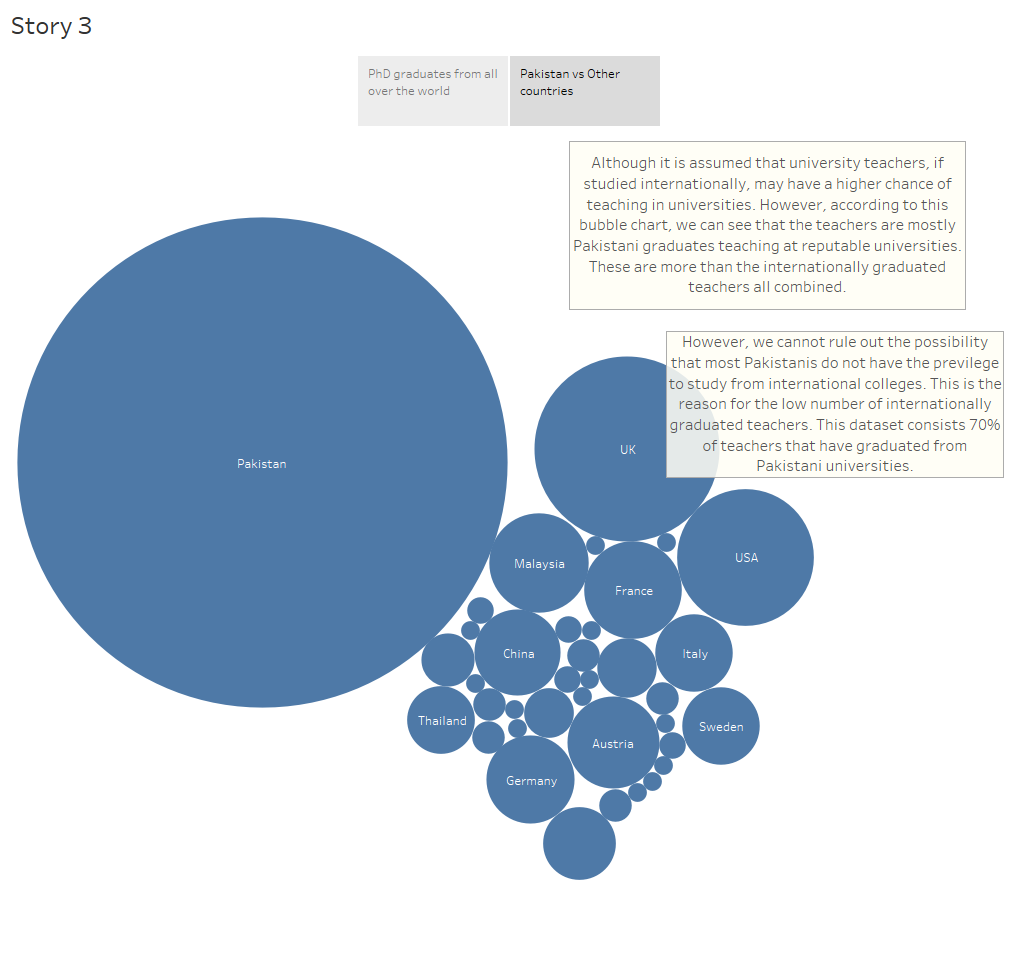 Story 3
PhD graduates from all
over the world
Pakistan vs Other
countries
Although it is assumed that university teachers, if
studied internationally, may have a higher chance of
teaching in universities. However, according to this
bubble chart, we can see that the teachers are mostly
Pakistani graduates teaching at reputable universities.
These are more than the internationally graduated
teachers all combined.
However, we cannot rule out the possibility
that most Pakistanis do not have the previlege
to study from international colleges. This is the
reason for the low number of internationally
graduated teachers. This dataset consists 70%
of teachers that have graduated from
Pakistani universities.
Pakistan
UK
USA
Malaysia
France
China
Italy
Thailand
Sweden
Austria
Germany